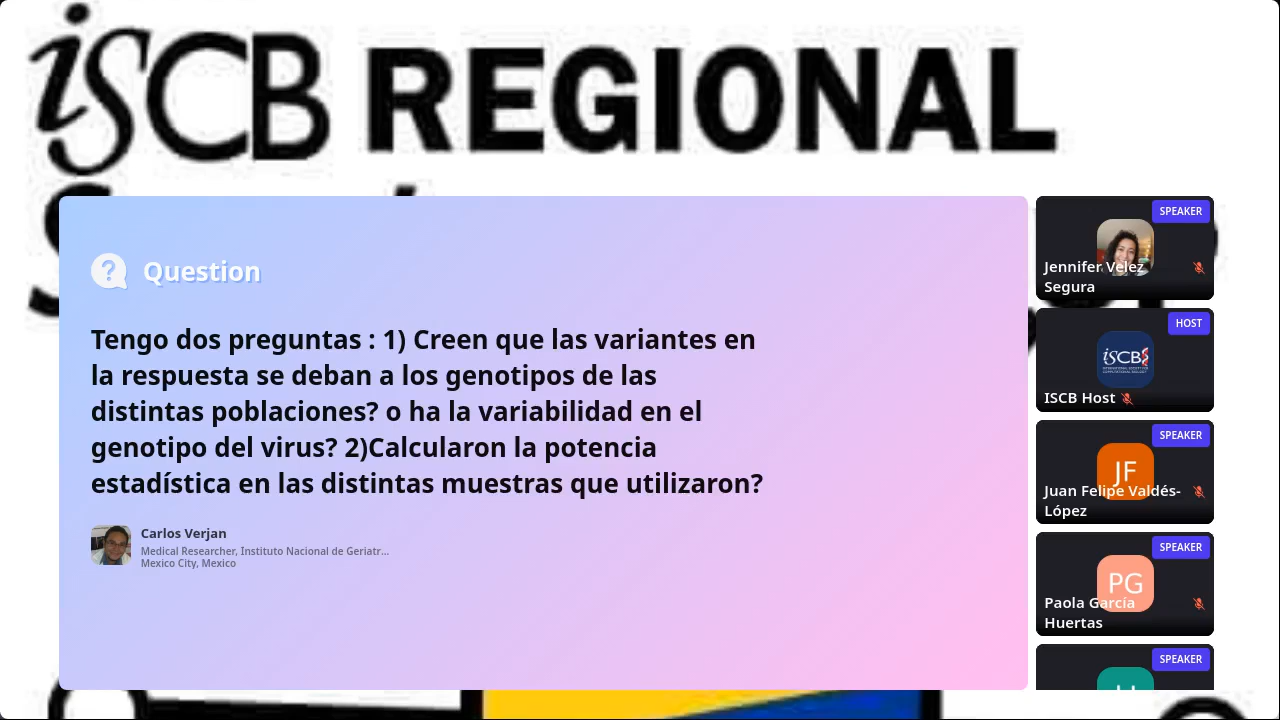 iSCB REGIONAL
Question
Tengo dos preguntas : 1) Creen que las variantes en
la respuesta se deban a los genotipos de las
distintas poblaciones? o ha la variabilidad en el
genotipo del virus? 2)Calcularon la potencia
estadística en las distintas muestras que utilizaron?
Carlos Verjan
Medical Researcher, Instituto Nacional de Geriatr...
Mexico City, Mexico
SPEAKER
Jennifer Velez
Segura
HOST
iSCB
ISCB Host
SPEAKER
JF
Juan Felipe Valdés-
López
SPEAKER
PG
Paola García
Huertas
SPEAKER